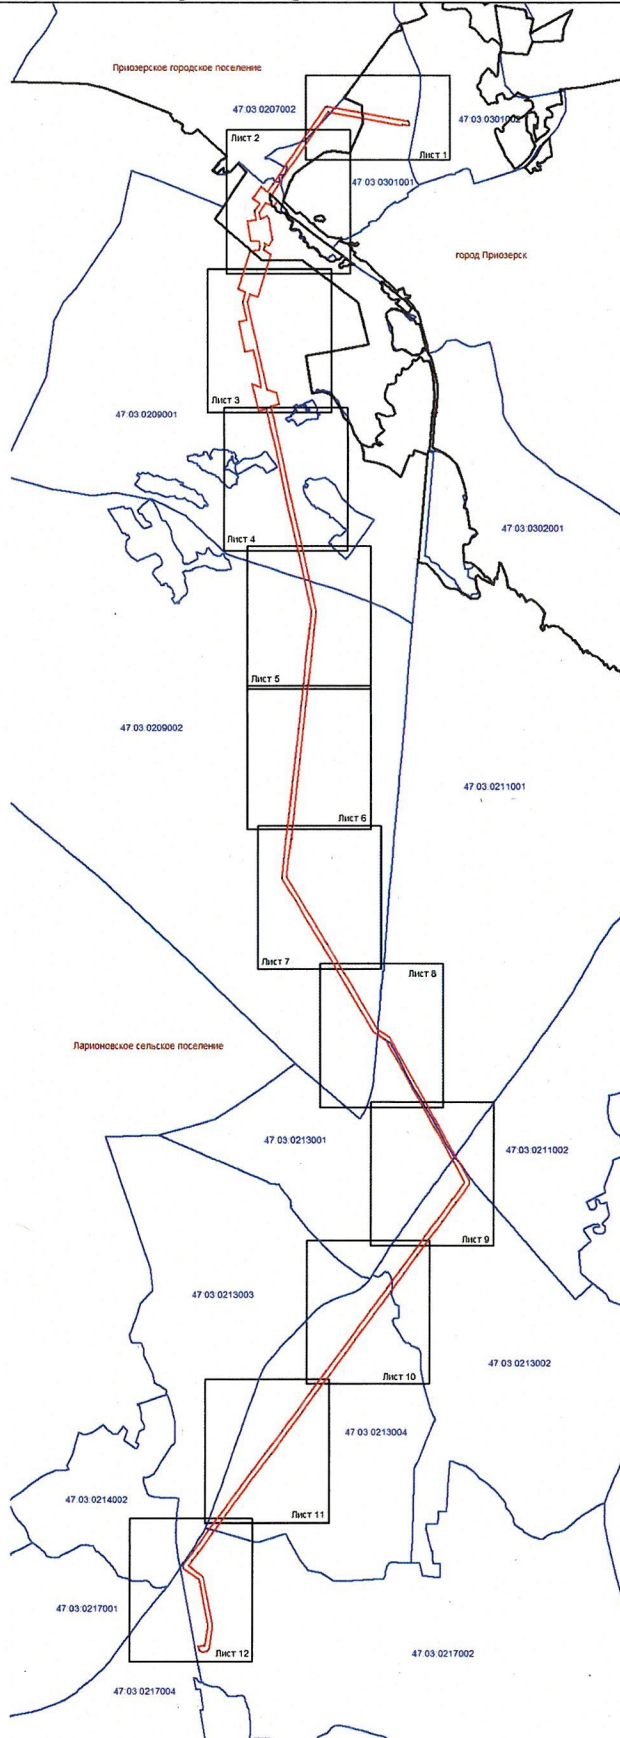 Приозерское городское поселение
47:03:0207002
47:03:0301002
Лист 2
Лист 1
47:03:0301001
город Приозерск
Лист 3
47:03:0209001
47:03:0302001
Лист 4
Лист 5
47:03:0209002
47:03:0211001
Лист 6
Лист 7
Лист 8
Ларионовское сельское поселение
47:03:0213001
47:03:0211002
Лист 9
47:03:0213003
47:03:0213002
Лист 10
47:03:0213004
47:03:0214002
Лист 11
47:03:0217001
Лист 12
47:03:0217002
47:03:0217004